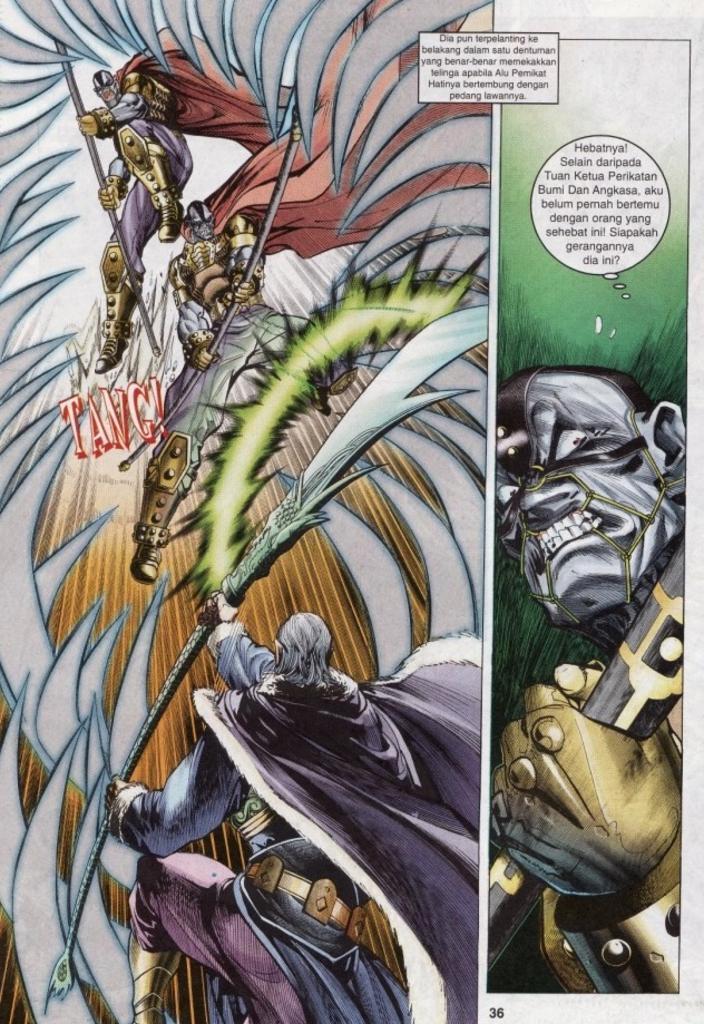 Dia pun terpelanting ke
belakang dalam satu dentuman
yang benar-benar memekakkan
telinga apabila Alu Pemikat
Hatinya bertembung dengan
pedang lawannya.
Hebatnya!
Selain daripada
Tuan Ketua Perikatan
Bumi Dan Angkasa, aku
belum pernah bertemu
dengan orang yang
sehebat ini! Siapakah
gerangannya
dia ini?
TANG!
36